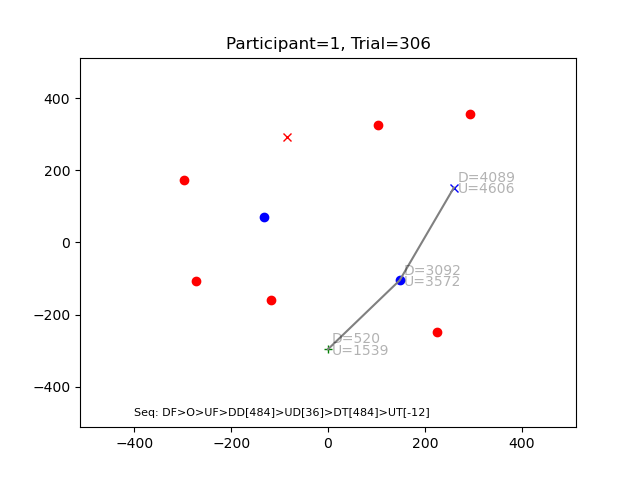 Participant=1, Trial=306
400
200
0
−200
−400
D=4089
U=4606
D=3092
U=3572
D=520
U=1539
Seq: DF>O>UF>DD[484]>UD[36]>DT[484]>UT[-12]
−400
−200
0
200
400